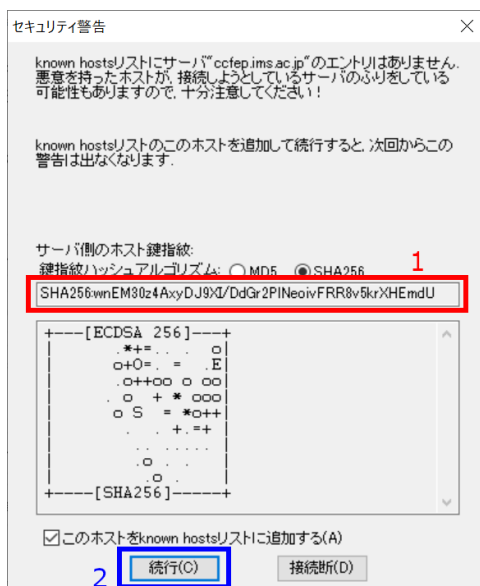 セキュリティ警告
known hostsリストにサーバ"ccfep.ims.ac.jp"のエントリはありません.
悪意を持ったホストが, 接続しようとしているサーバのふりをしている
可能性もありますので, 十分注意してください!
known hostsリストのこのホストを追加して続行すると, 次回からこの
警告は出なくなります.
サーバ側のホスト鍵指紋:
鍵指紋ハッシュアルゴリズム: MD5 SHA256
1
SHA256:wnEM30z4AxyDJ9XI/DdGr2PINeoivFRR8v5krXHEmdU
+---[ECDSA 256]---+
|     .*+=.. .   o|
|     o+O=. =   .E|
|     .o++oo o oo|
|    . o  + * ooo|
|     o S  = *o++|
|      . . +.=+  |
|       .. .....  |
|       .o . .    |
|        .o .     |
+----[SHA256]-----+
このホストをknown hostsリストに追加する(A)
2
続行(C) 接続断(D)